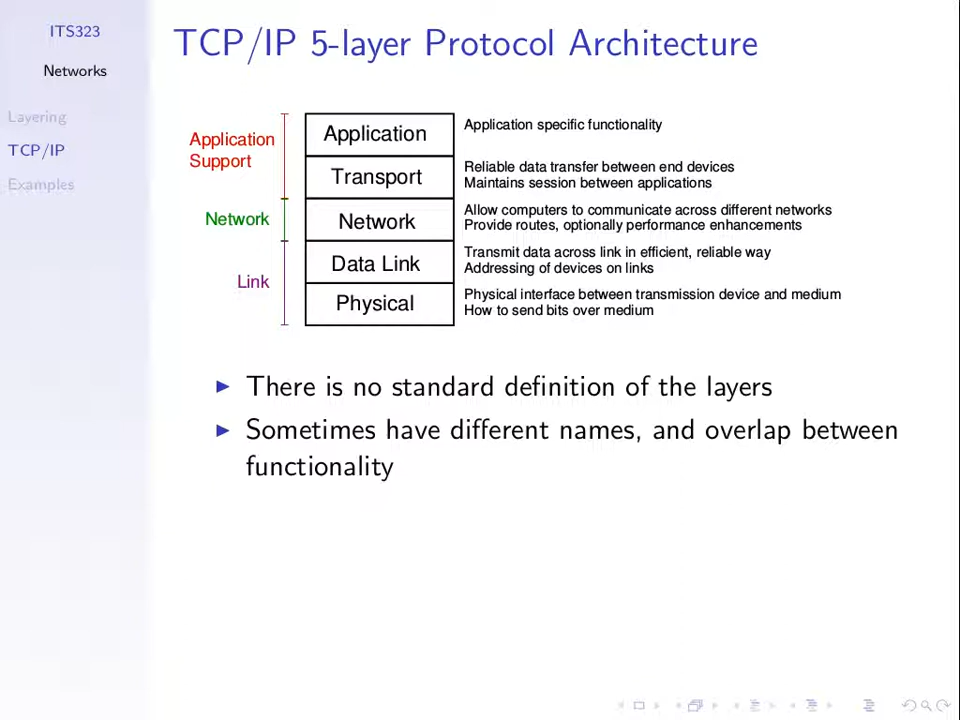 ITS323
Networks
Layering
TCP/IP
Examples
TCP/IP 5-layer Protocol Architecture
Application
Support
Network
Link
Application
Application specific functionality
Transport
Reliable data transfer between end devices
Maintains session between applications
Network
Allow computers to communicate across different networks
Provide routes, optionally performance enhancements
Data Link
Transmit data across link in efficient, reliable way
Addressing of devices on links
Physical
Physical interface between transmission device and medium
How to send bits over medium
There is no standard definition of the layers
Sometimes have different names, and overlap between
functionality